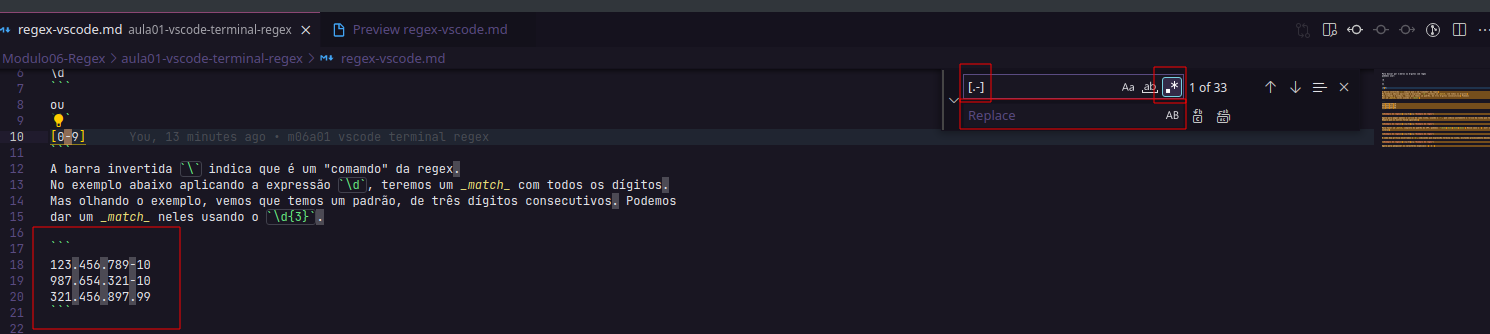 regex-vscode.md aula01-vscode-terminal-regex
Preview regex-vscode.md
Modulo06-Regex > aula01-vscode-terminal-regex > regex-vscode.md
[.-] Aa ab .* 1 of 33
Replace AB
6 \d
7 ```
8 ou
9
10 [0-9] You, 13 minutes ago • m06a01 vscode terminal regex
11 ```
12 A barra invertida `\` indica que é um "comamdo" da regex.
13 No exemplo abaixo aplicando a expressão `\d`, teremos um _match_ com todos os dígitos.
14 Mas olhando o exemplo, vemos que temos um padrão, de três dígitos consecutivos. Podemos
15 dar um _match_ neles usando o `\d{3}`.
16
17 ```
18 123.456.789-10
19 987.654.321-10
20 321.456.897.99
21 ```
22